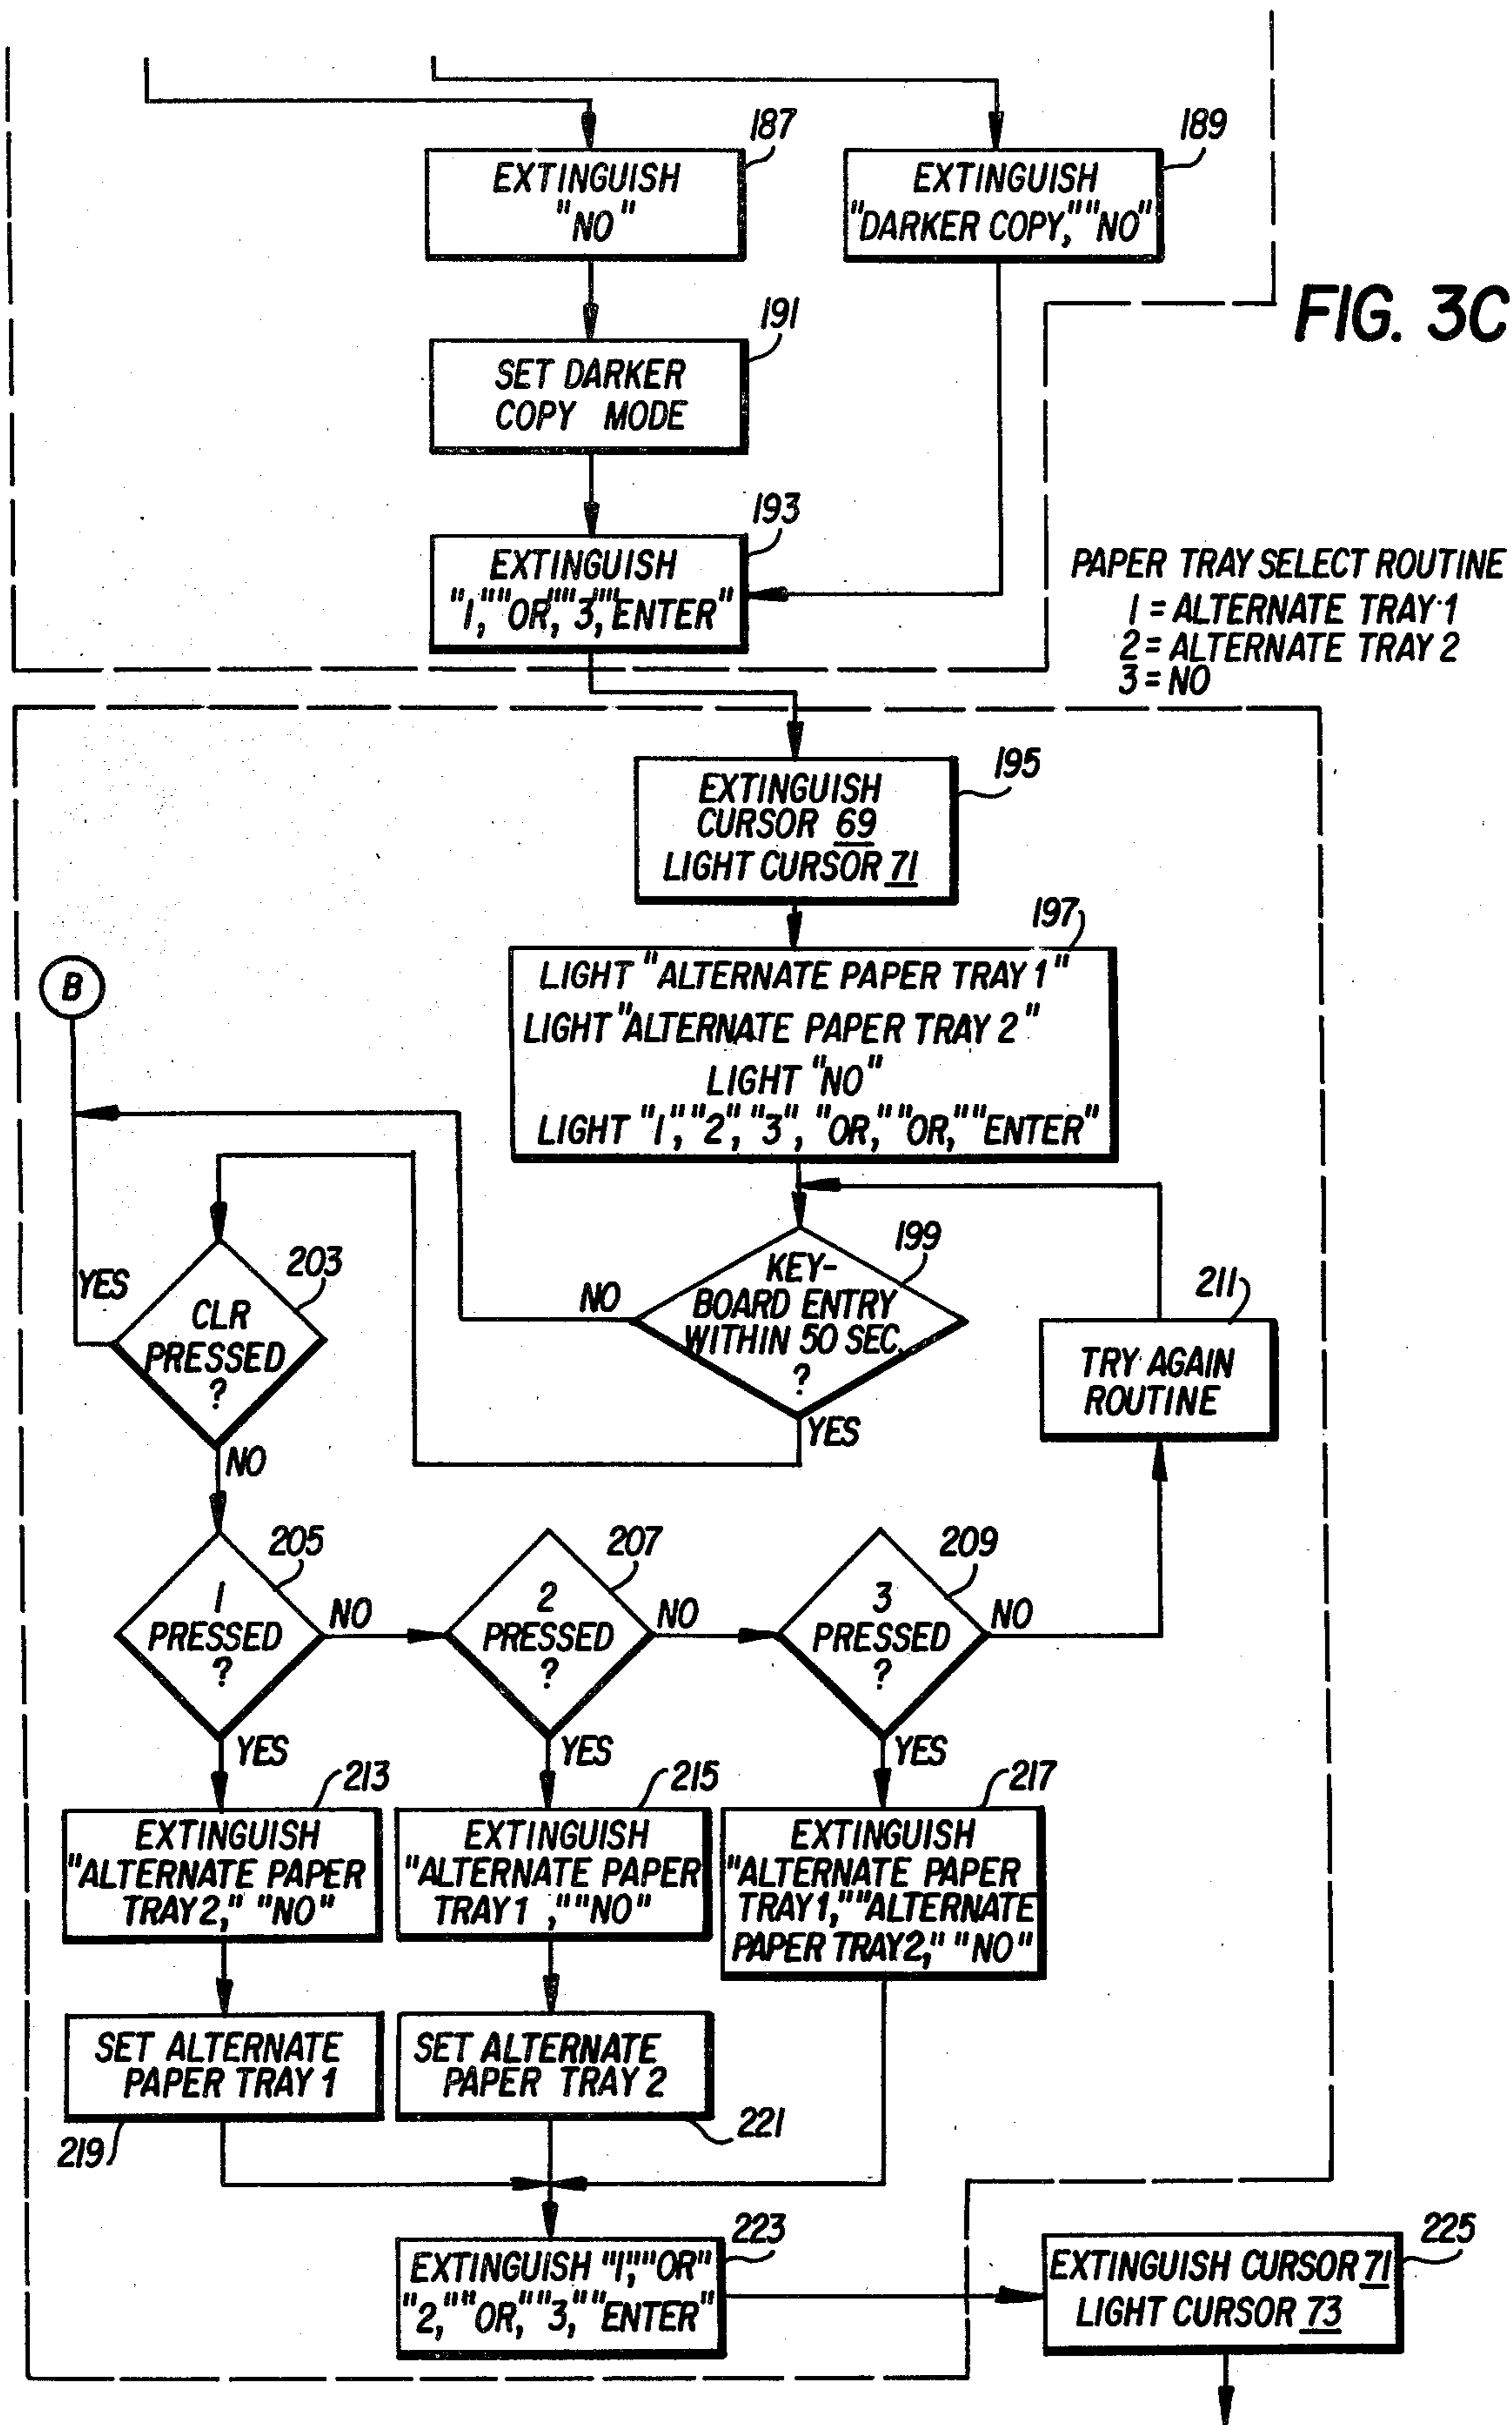 187
EXTINGUISH
"NO"
189
EXTINGUISH
"DARKER COPY,""NO"
FIG. 3C
191
SET DARKER
COPY MODE
193
EXTINGUISH
"1,""OR,""3,"ENTER"
PAPER TRAY SELECT ROUTINE
1 = ALTERNATE TRAY 1
2 = ALTERNATE TRAY 2
3 = NO
195
EXTINGUISH
CURSOR 69
LIGHT CURSOR 71
197
LIGHT "ALTERNATE PAPER TRAY 1"
LIGHT "ALTERNATE PAPER TRAY 2"
LIGHT "NO"
LIGHT "1,""2","3", "OR,""OR,""ENTER"
B
199
KEY-
BOARD ENTRY
WITHIN 50 SEC.
?
NO
YES
203
CLR
PRESSED
?
YES
NO
211
TRY AGAIN
ROUTINE
205
1
PRESSED
?
NO
YES
207
2
PRESSED
?
NO
YES
209
3
PRESSED
?
NO
YES
213
EXTINGUISH
"ALTERNATE PAPER
TRAY 2," "NO"
215
EXTINGUISH
"ALTERNATE PAPER
TRAY 1 ,""NO"
217
EXTINGUISH
"ALTERNATE PAPER
TRAY 1,""ALTERNATE
PAPER TRAY 2," "NO"
SET ALTERNATE
PAPER TRAY 1
219
SET ALTERNATE
PAPER TRAY 2
221
223
EXTINGUISH "1,""OR"
"2,""OR,""3,""ENTER"
225
EXTINGUISH CURSOR 71
LIGHT CURSOR 73